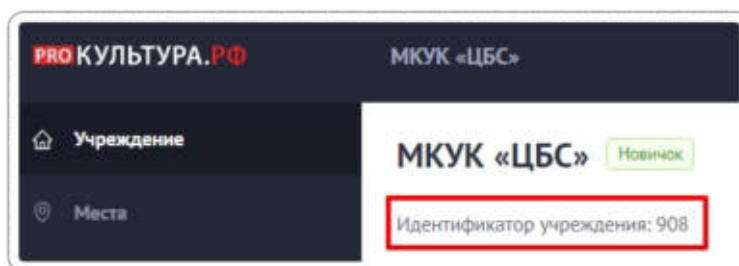 PRO КУЛЬТУРА.РФ
МКУК «ЦБС»
Учреждение
МКУК «ЦБС» Новичок
Места
Идентификатор учреждения: 908